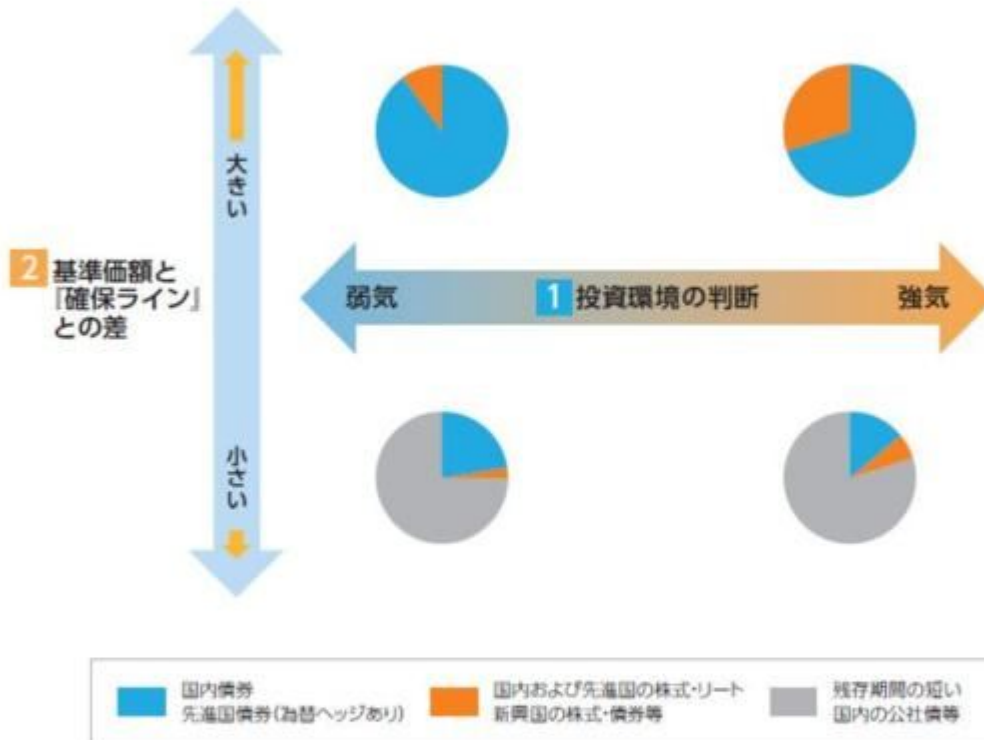 大きい
2 基準価額と
『確保ライン』
との差
小さい
弱気
1 投資環境の判断
強気
国内債券
先進国債券(為替ヘッジあり)
国内および先進国の株式・リート
新興国の株式・債券等
残存期間の短い
国内の公社債等